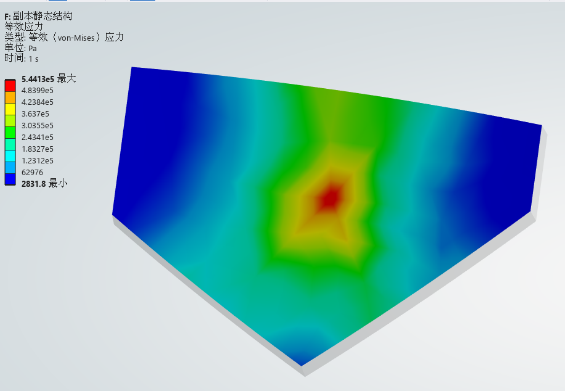 F: 副本静态结构
等效应力
类型: 等效（von-Mises）应力
单位: Pa
时间: 1 s
5.4413e5 最大
4.8399e5
4.2384e5
3.637e5
3.0355e5
2.4341e5
1.8327e5
1.2312e5
62976
2831.8 最小